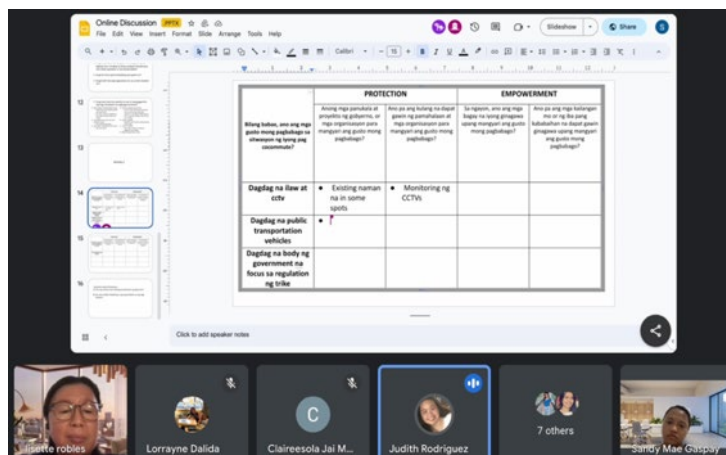 Online Discussion .PPTX
File Edit View Insert Format Slide Arrange Tools Help
Slideshow
Share
S
Calibri
15
PROTECTION
EMPOWERMENT
Bilang babae, ano ang mga
gusto mong pagbabago sa
sitwasyon ng iyong pag
cocommute?
Anong mga panukala at
proyekto ng gobyerno, or
mga organisasyon para
mangyari ang gusto mong
pagbabago?
Ano pa ang kulang na dapat
gawin ng pamahalaan at
mga organisasyon para
mangyari ang gusto mong
pagbabago?
Sa ngayon, ano ang mga
bagay na iyong ginagawa
upang mangyari ang gusto
mong pagbabago?
Ano pa ang mga kailangan
mo or ng iba pang
kababaihan na dapat gawin
upang mangyari
ang gusto mong
pagbabago?
Dagdag na ilaw at
cctv
• Existing naman
na in some
spots
• Monitoring ng
CCTVs
Dagdag na public
transportation
vehicles
Dagdag na body ng
government na
focus sa regulation
ng trike
12
13
14
15
16
Click to add speaker notes
lisette robles
Lorrayne Dalida
C
Claireesola Jai M...
Judith Rodriguez
7 others
Sandy Mae Gaspay